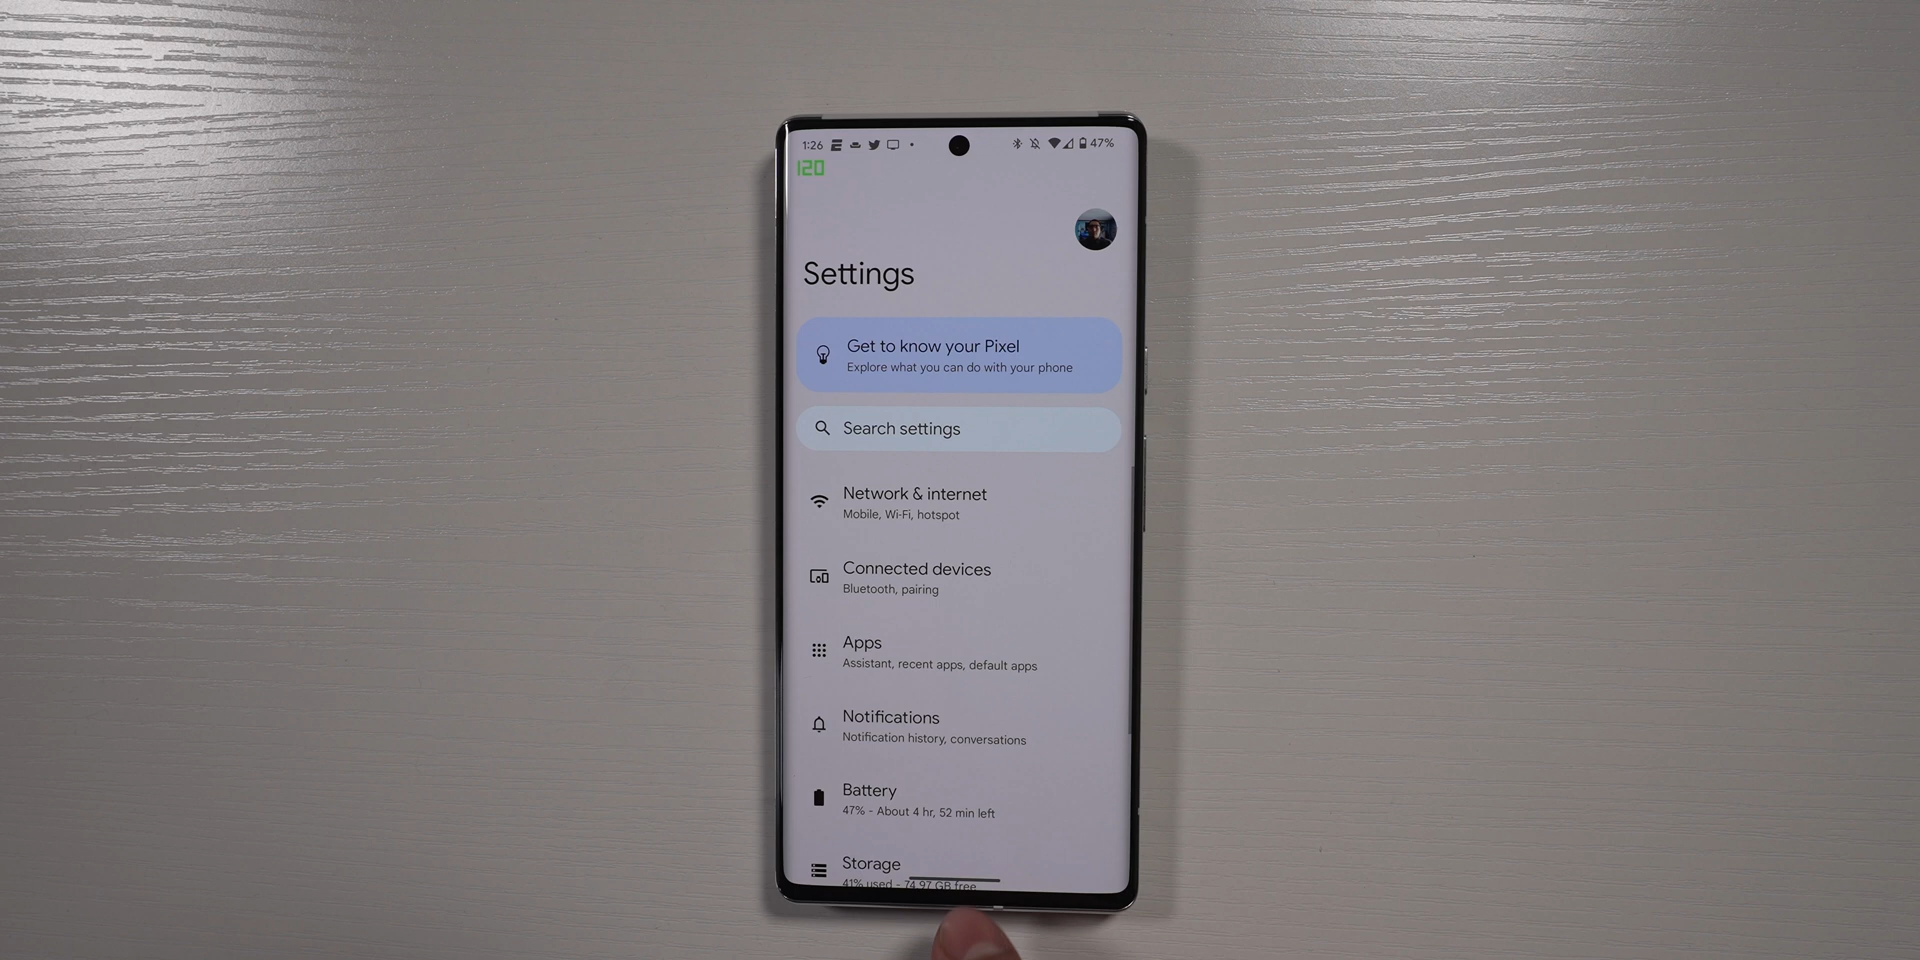 1:26 47%
120
Settings
Get to know your Pixel
Explore what you can do with your phone
Search settings
Network & internet
Mobile, Wi-Fi, hotspot
Connected devices
Bluetooth, pairing
Apps
Assistant, recent apps, default apps
Notifications
Notification history, conversations
Battery
47% - About 4 hr, 52 min left
Storage
41% used - 74.97 GB free